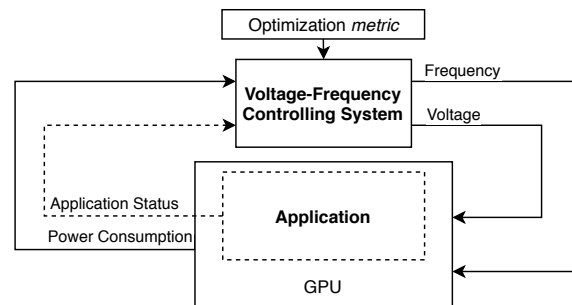 Optimization metric
Voltage-Frequency
Controlling System
Frequency
Voltage
Application Status
Power Consumption
Application
GPU